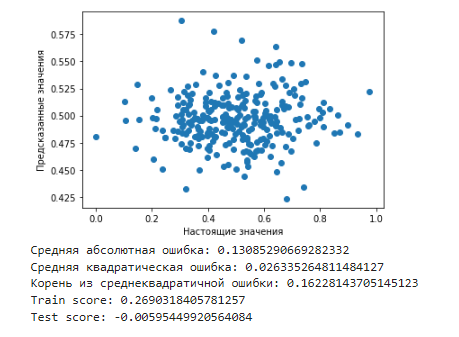 0.575
0.550
0.525
0.500
0.475
0.450
0.425
Предсказанные значения
0.0 0.2 0.4 0.6 0.8 1.0
Настоящие значения
Средняя абсолютная ошибка: 0.13085290669282332
Средняя квадратическая ошибка: 0.026335264811484127
Корень из среднеквадратичной ошибки: 0.16228143705145123
Train score: 0.2690318405781257
Test score: -0.00595449920564084